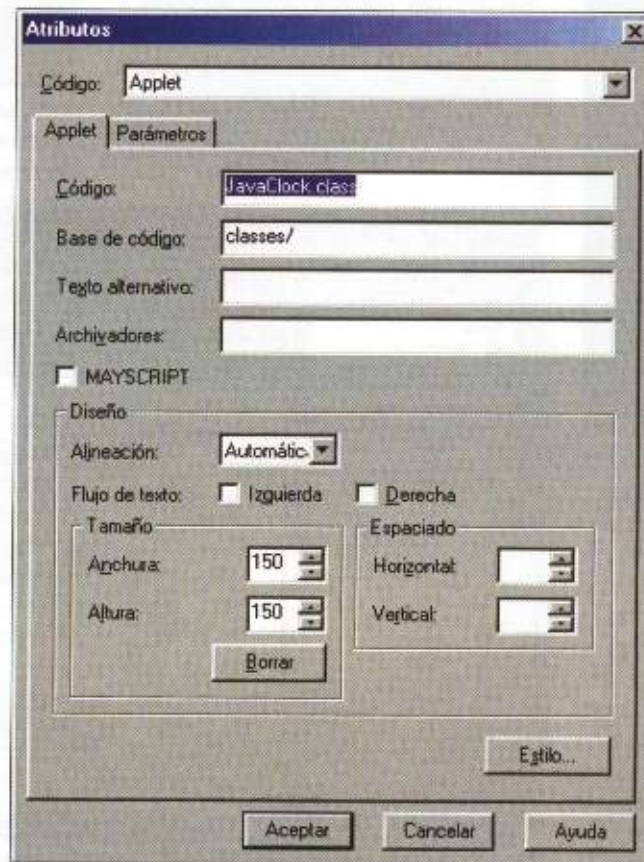 Atributos
Código: Applet
Applet Parámetros
Código: JavaClock.class
Base de código: classes/
Texto alternativo:
Archivadores:
MAYSCRIPT
Diseño
Alineación: Automátic
Flujo de texto: Izquierda Derecha
Tamaño Espaciado
Anchura: 150 Horizontal:
Altura: 150 Vertical:
Borrar
Estilo...
Aceptar Cancelar Ayuda